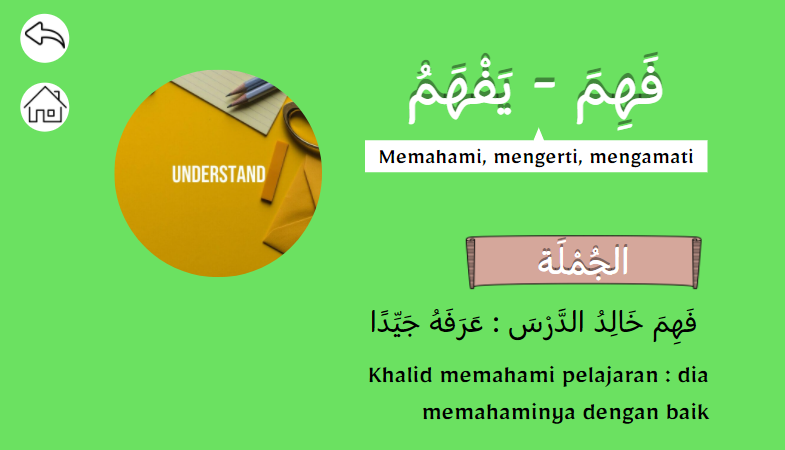 فَهِمَ - يَفْهَمُ
Memahami, mengerti, mengamati
UNDERSTAND
الجُمْلَة
فَهِمَ خَالِدُ الدَّرْسَ : عَرَفَهُ جَيِّدًا
Khalid memahami pelajaran : dia
memahaminya dengan baik